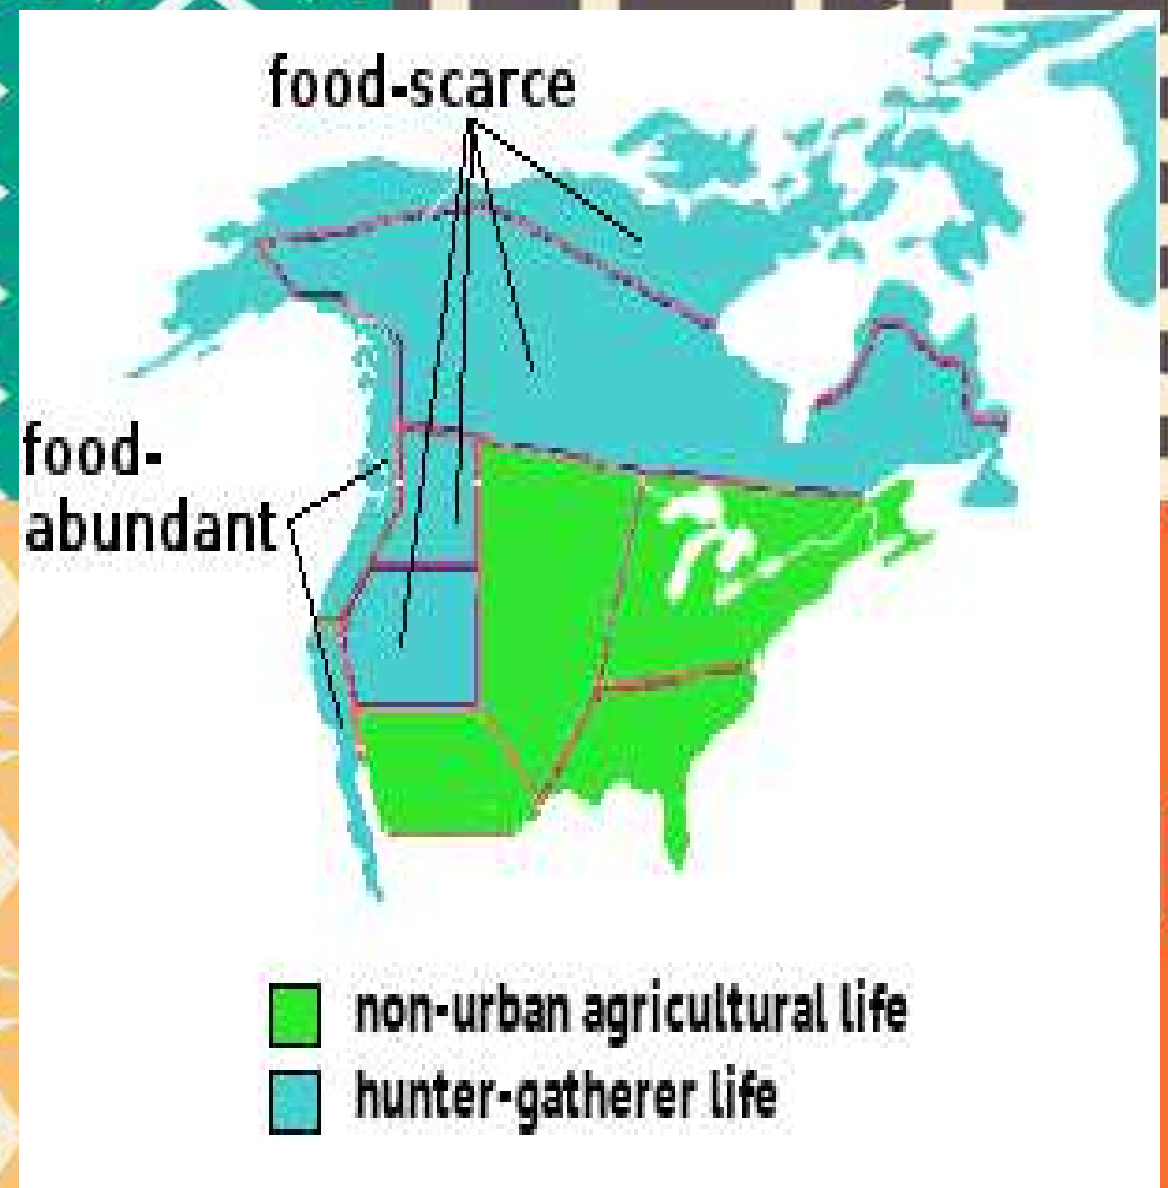 food-scarce
food-
abundant
non-urban agricultural life
hunter-gatherer life